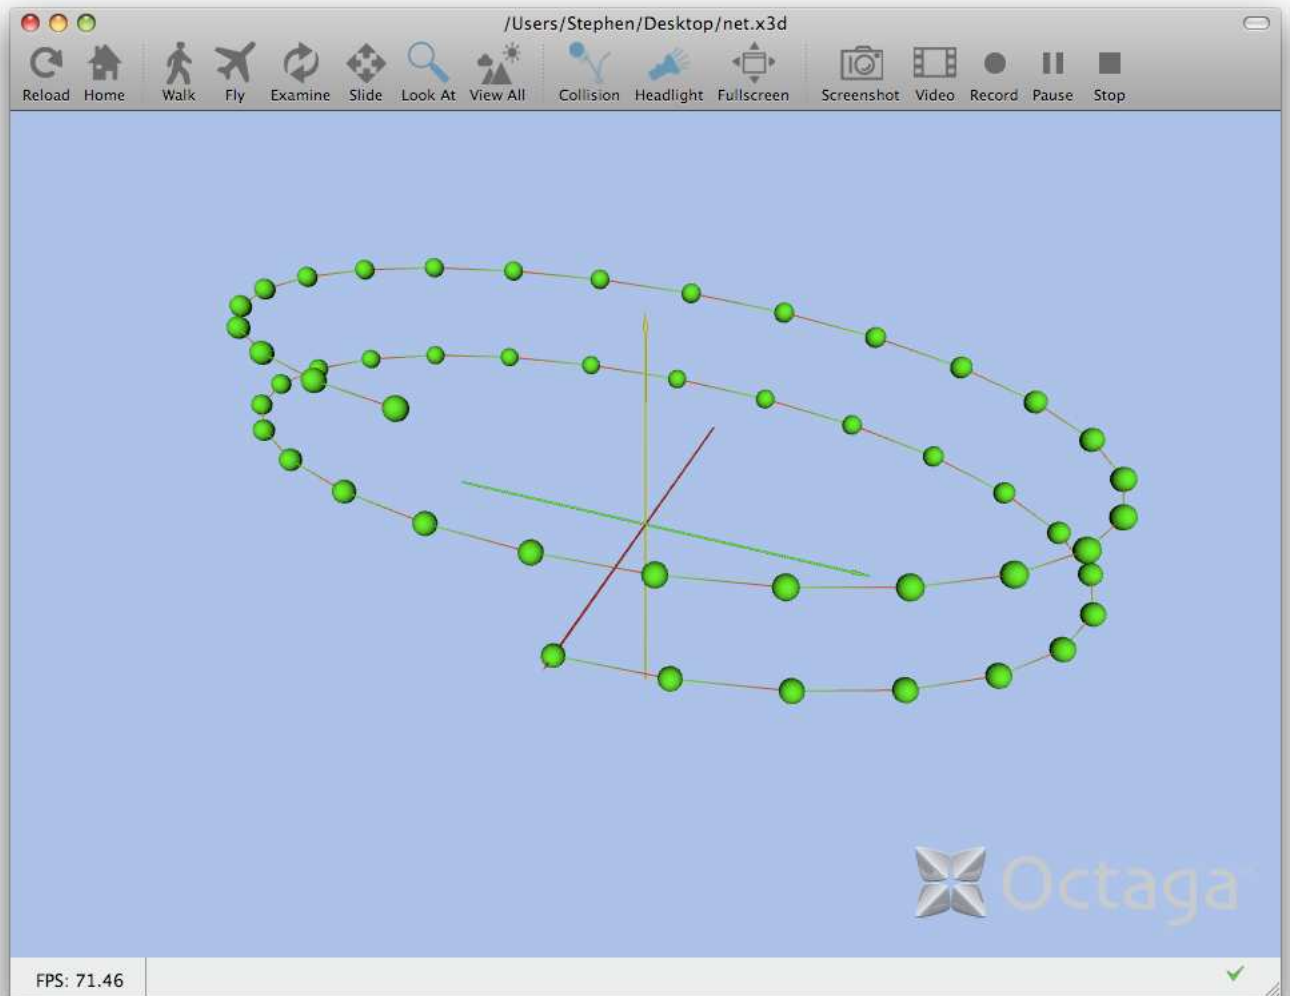 /Users/Stephen/Desktop/net.x3d
Reload Home Walk Fly Examine Slide Look At View All Collision Headlight Fullscreen Screenshot Video Record Pause Stop
Octaga
FPS: 71.46